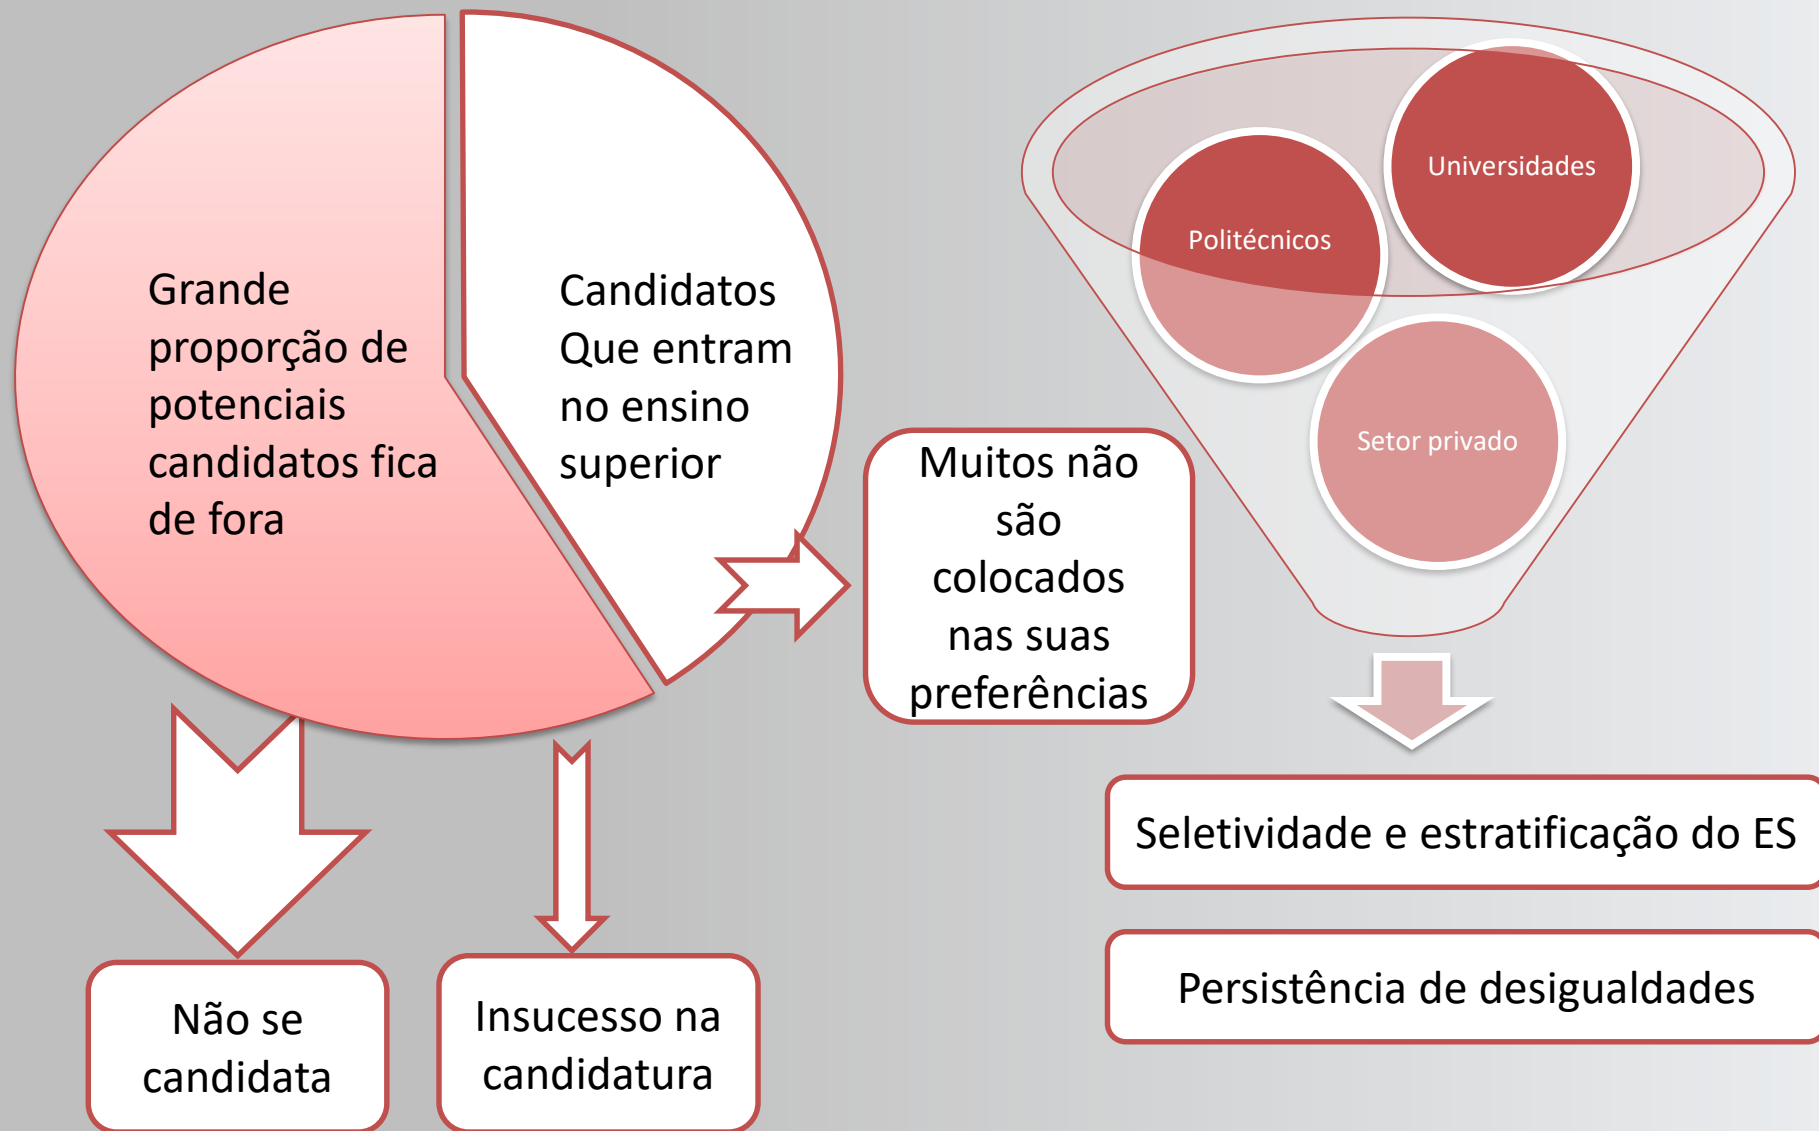 Grande
proporção de
potenciais
candidatos fica
de fora
Candidatos
Que entram
no ensino
superior
Muitos não
são
colocados
nas suas
preferências
Não se
candidata
Insucesso na
candidatura
Universidades
Politécnicos
Setor privado
Seletividade e estratificação do ES
Persistência de desigualdades